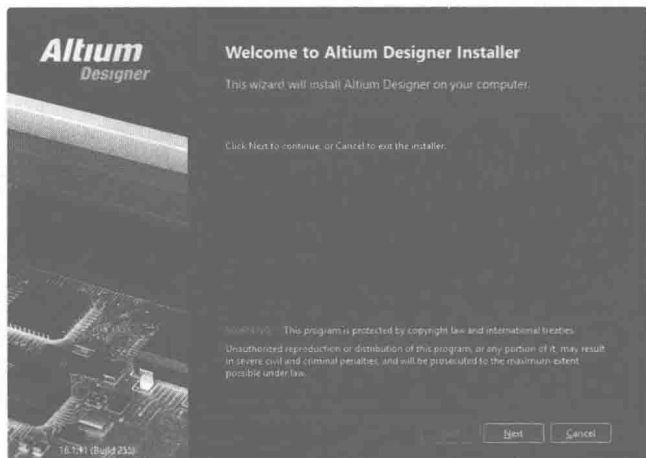 Altium
Designer
Welcome to Altium Designer Installer
This wizard will install Altium Designer on your computer.
Click Next to continue, or Cancel to exit the installer.
WARNING: This program is protected by copyright law and international treaties.
Unauthorized reproduction or distribution of this program, or any portion of it, may result
in severe civil and criminal penalties, and will be prosecuted to the maximum extent
possible under law.
Next
Cancel
(Build 255)